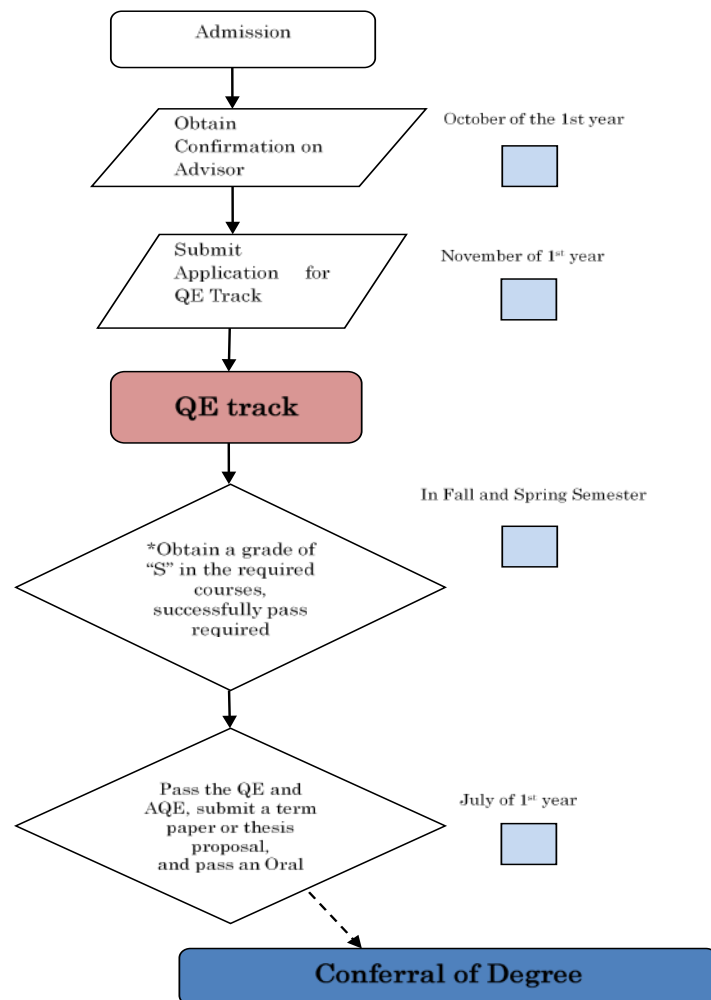 Admission
Obtain
Confirmation on
Advisor
October of the 1st year
Submit
Application for
QE Track
November of 1st year
QE track
In Fall and Spring Semester
*Obtain a grade of
“S” in the required
courses,
successfully pass
required
Pass the QE and
AQE, submit a term
paper or thesis
proposal,
and pass an Oral
July of 1st year
Conferral of Degree